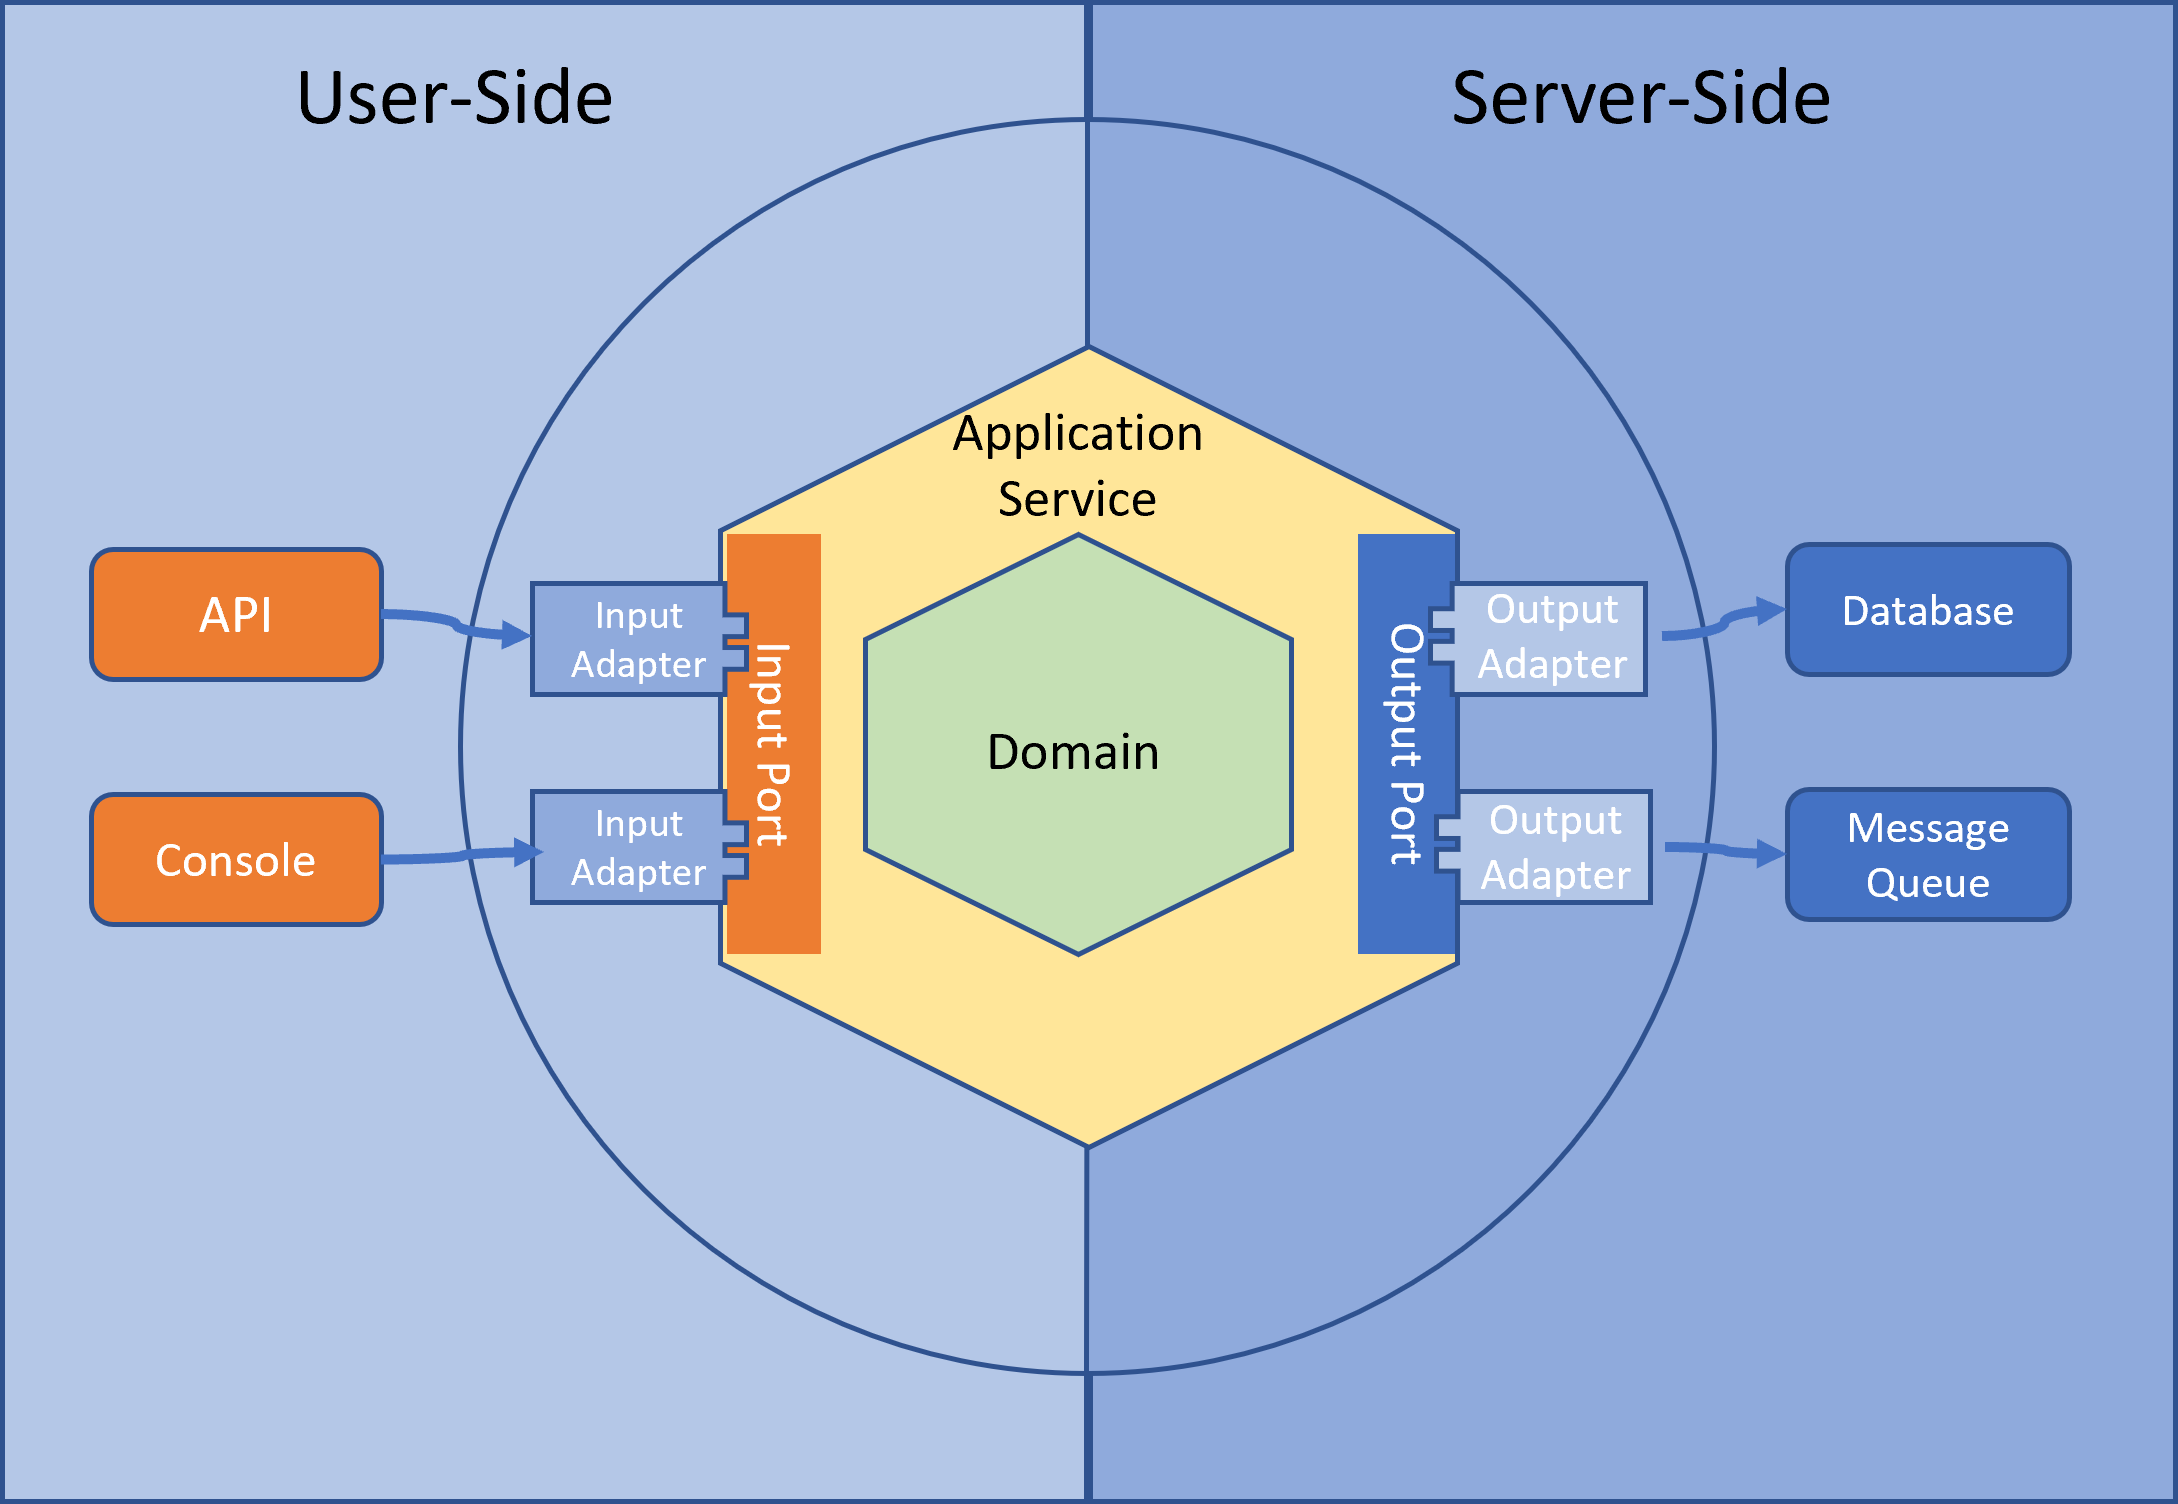 User-Side
Server-Side
Application
Service
API
Input
Adapter
Input Port
Console
Input
Adapter
Domain
Output Port
Output
Adapter
Database
Output
Adapter
Message
Queue